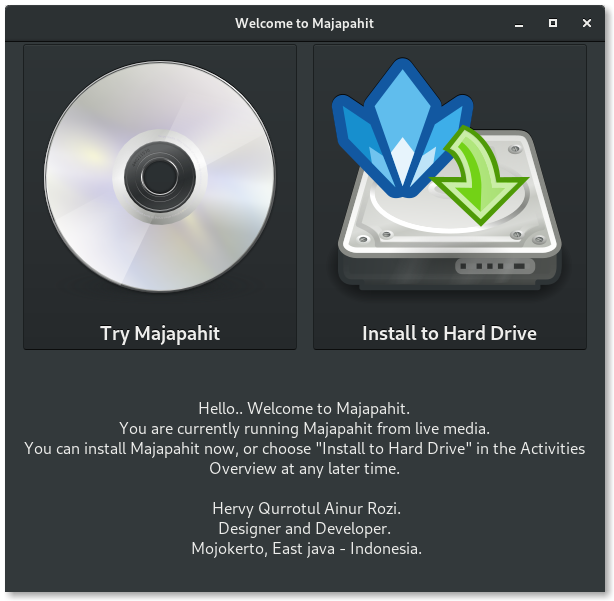 Welcome to Majapahit
Try Majapahit
Install to Hard Drive
Hello.. Welcome to Majapahit.
You are currently running Majapahit from live media.
You can install Majapahit now, or choose "Install to Hard Drive" in the Activities
Overview at any later time.
Hervy Qurrotul Ainur Rozi.
Designer and Developer.
Mojokerto, East java - Indonesia.